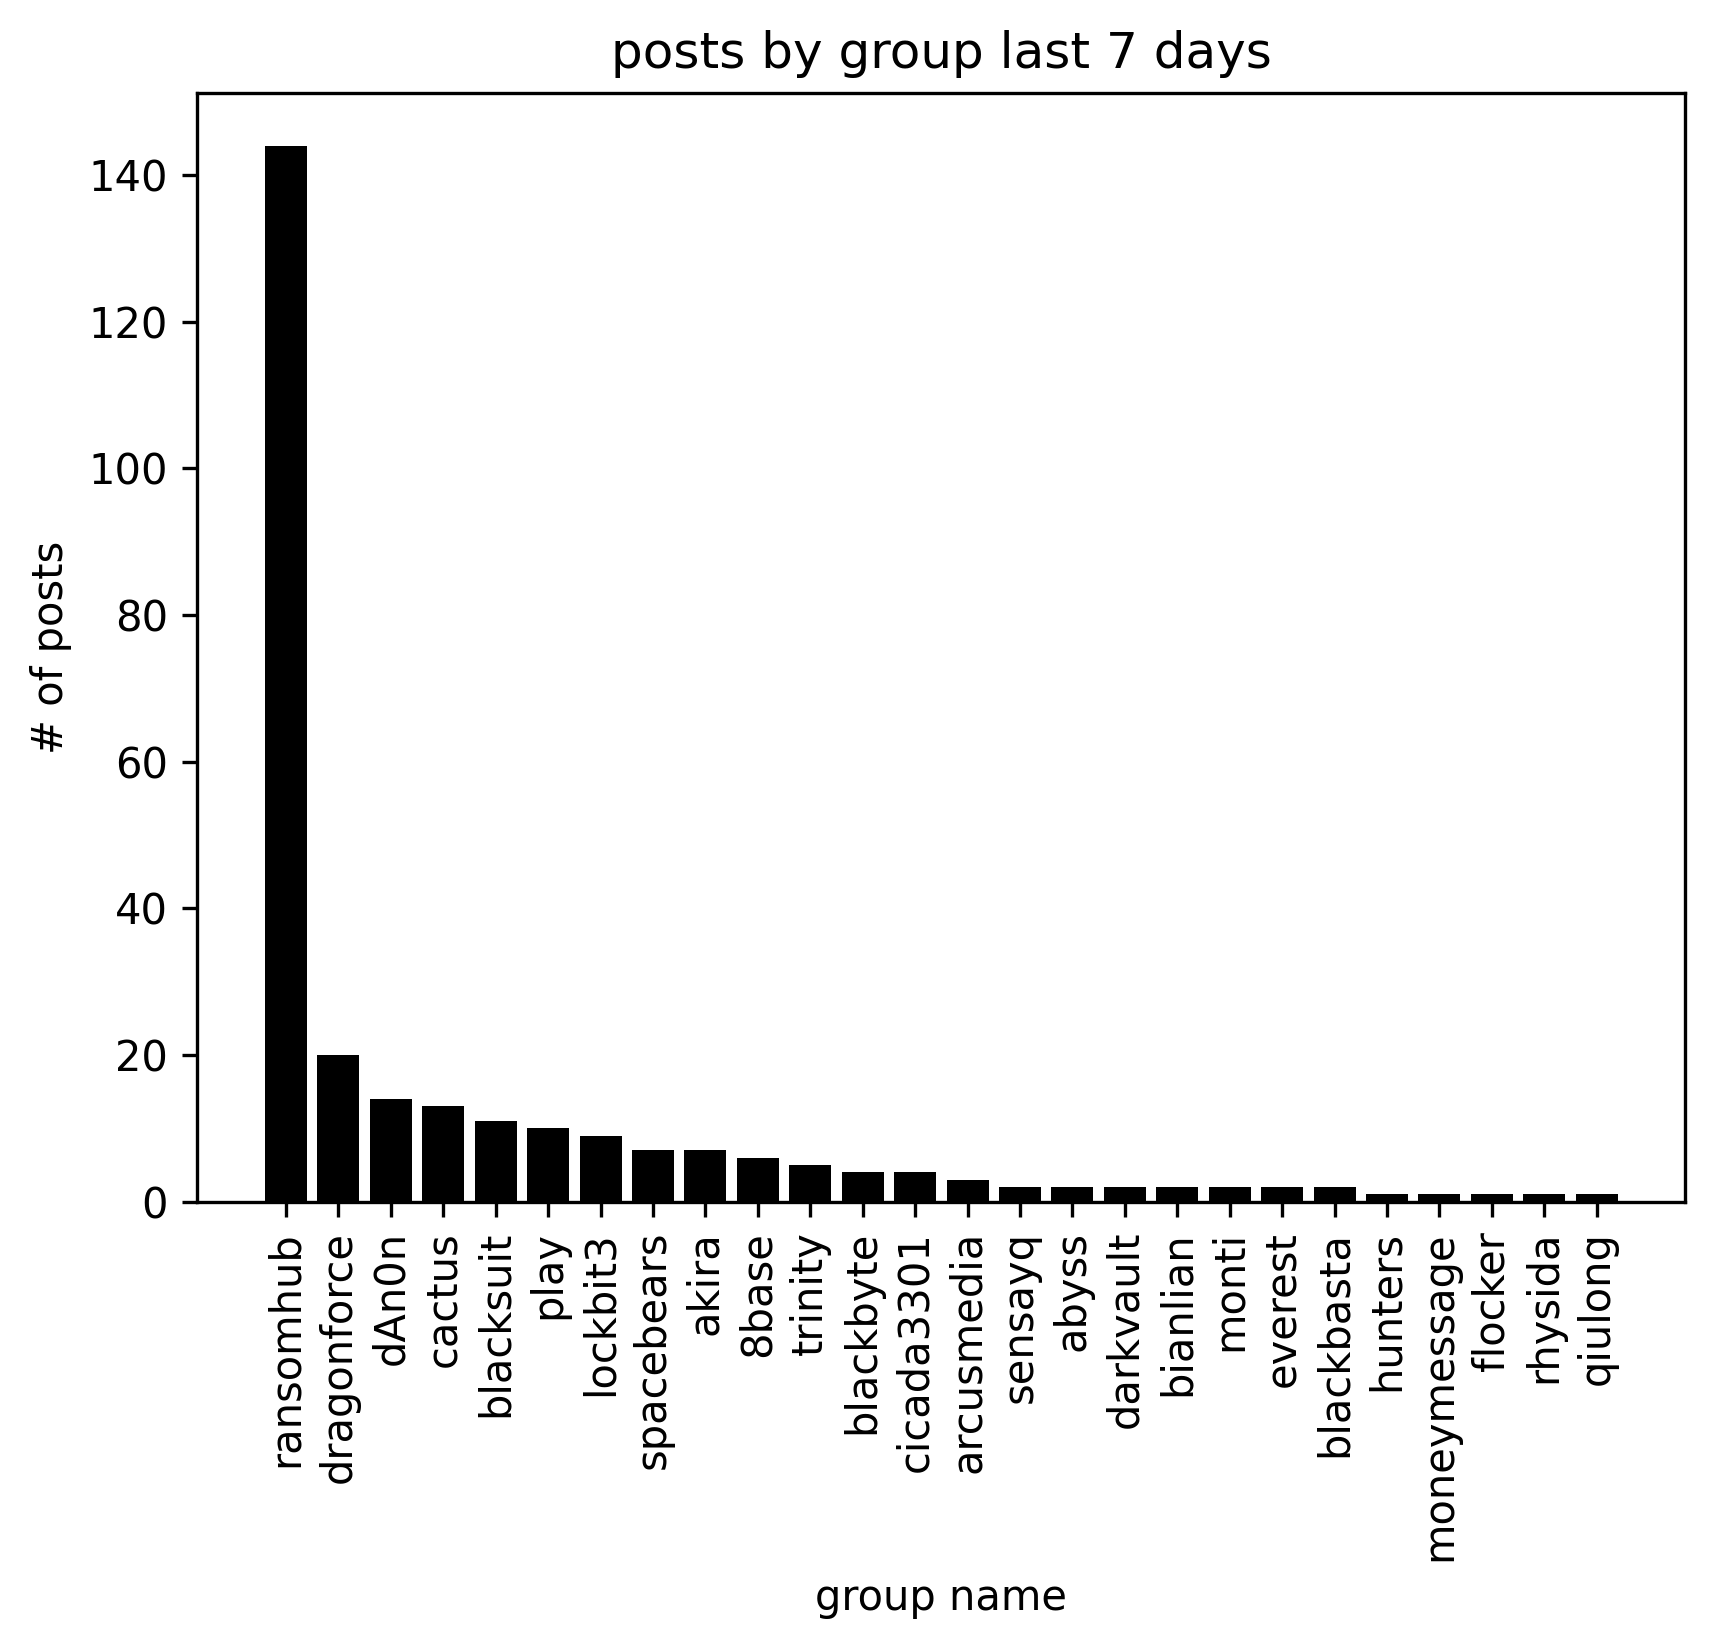 posts by group last 7 days
# of posts
140
120
100
80
60
40
20
0
ransomhub
dragonforce
dAn0n
cactus
blacksuit
play
lockbit3
spacebears
akira
8base
trinity
blackbyte
cicada3301
arcusmedia
sensayq
abyss
darkvault
bianlian
monti
everest
blackbasta
hunters
moneymessage
flocker
rhysida
qiulong
group name